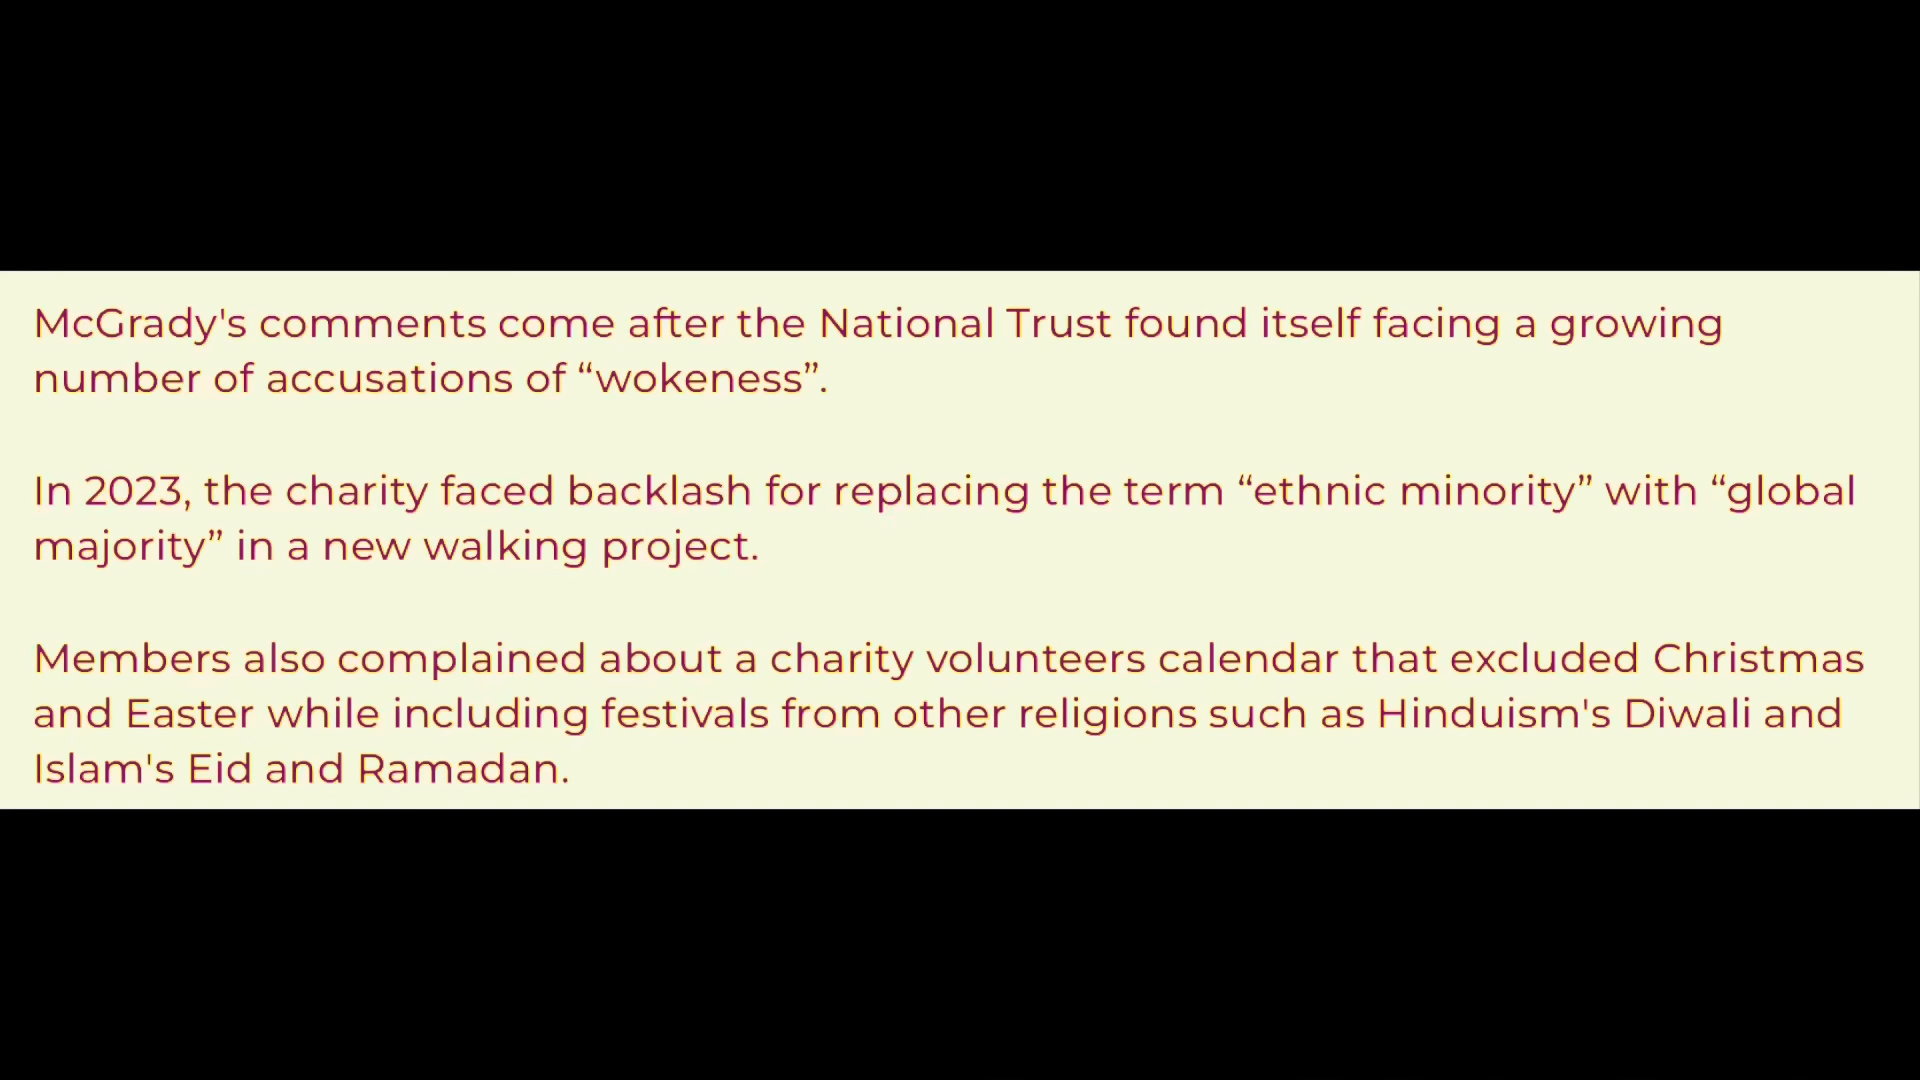 McGrady's comments come after the National Trust found itself facing a growing
number of accusations of “wokeness”.
In 2023, the charity faced backlash for replacing the term “ethnic minority” with “global
majority” in a new walking project.
Members also complained about a charity volunteers calendar that excluded Christmas
and Easter while including festivals from other religions such as Hinduism's Diwali and
Islam's Eid and Ramadan.